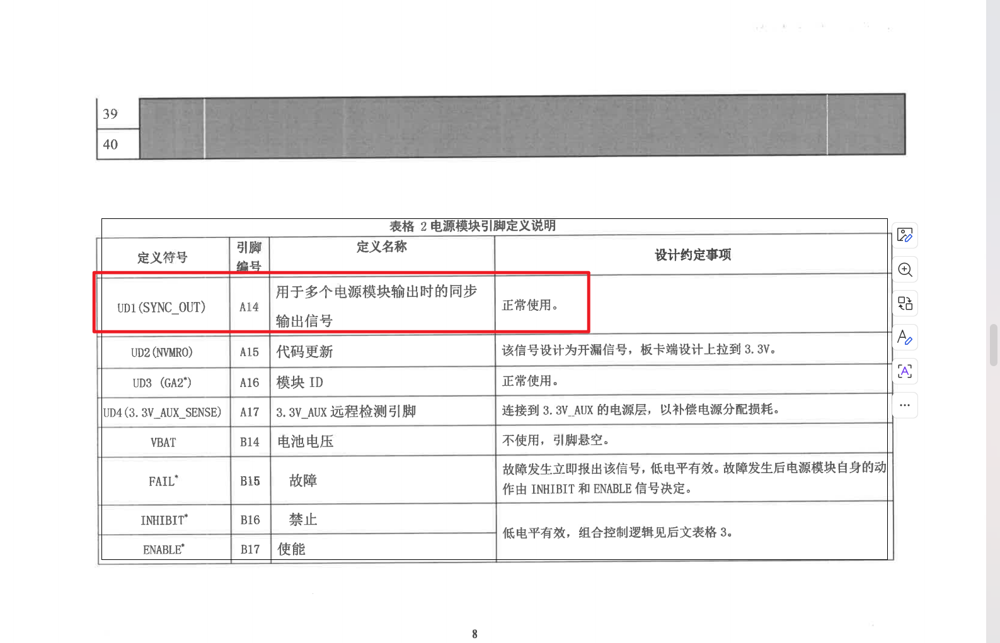 39
40
表格 2 电源模块引脚定义说明
定义符号 引脚编号 定义名称 设计约定事项
UD1(SYNC_OUT) A14 用于多个电源模块输出时的同步输出信号 正常使用。
UD2(NVMRO) A15 代码更新 该信号设计为开漏信号，板卡端设计上拉到 3.3V。
UD3 (GA2*) A16 模块 ID 正常使用。
UD4(3.3V_AUX_SENSE) A17 3.3V_AUX 远程检测引脚 连接到 3.3V_AUX 的电源层，以补偿电源分配损耗。
VBAT B14 电池电压 不使用，引脚悬空。
FAIL* B15 故障 故障发生立即报出该信号，低电平有效。故障发生后电源模块自身的动
作由 INHIBIT 和 ENABLE 信号决定。
INHIBIT* B16 禁止 低电平有效，组合控制逻辑见后文表格 3。
ENABLE* B17 使能
8